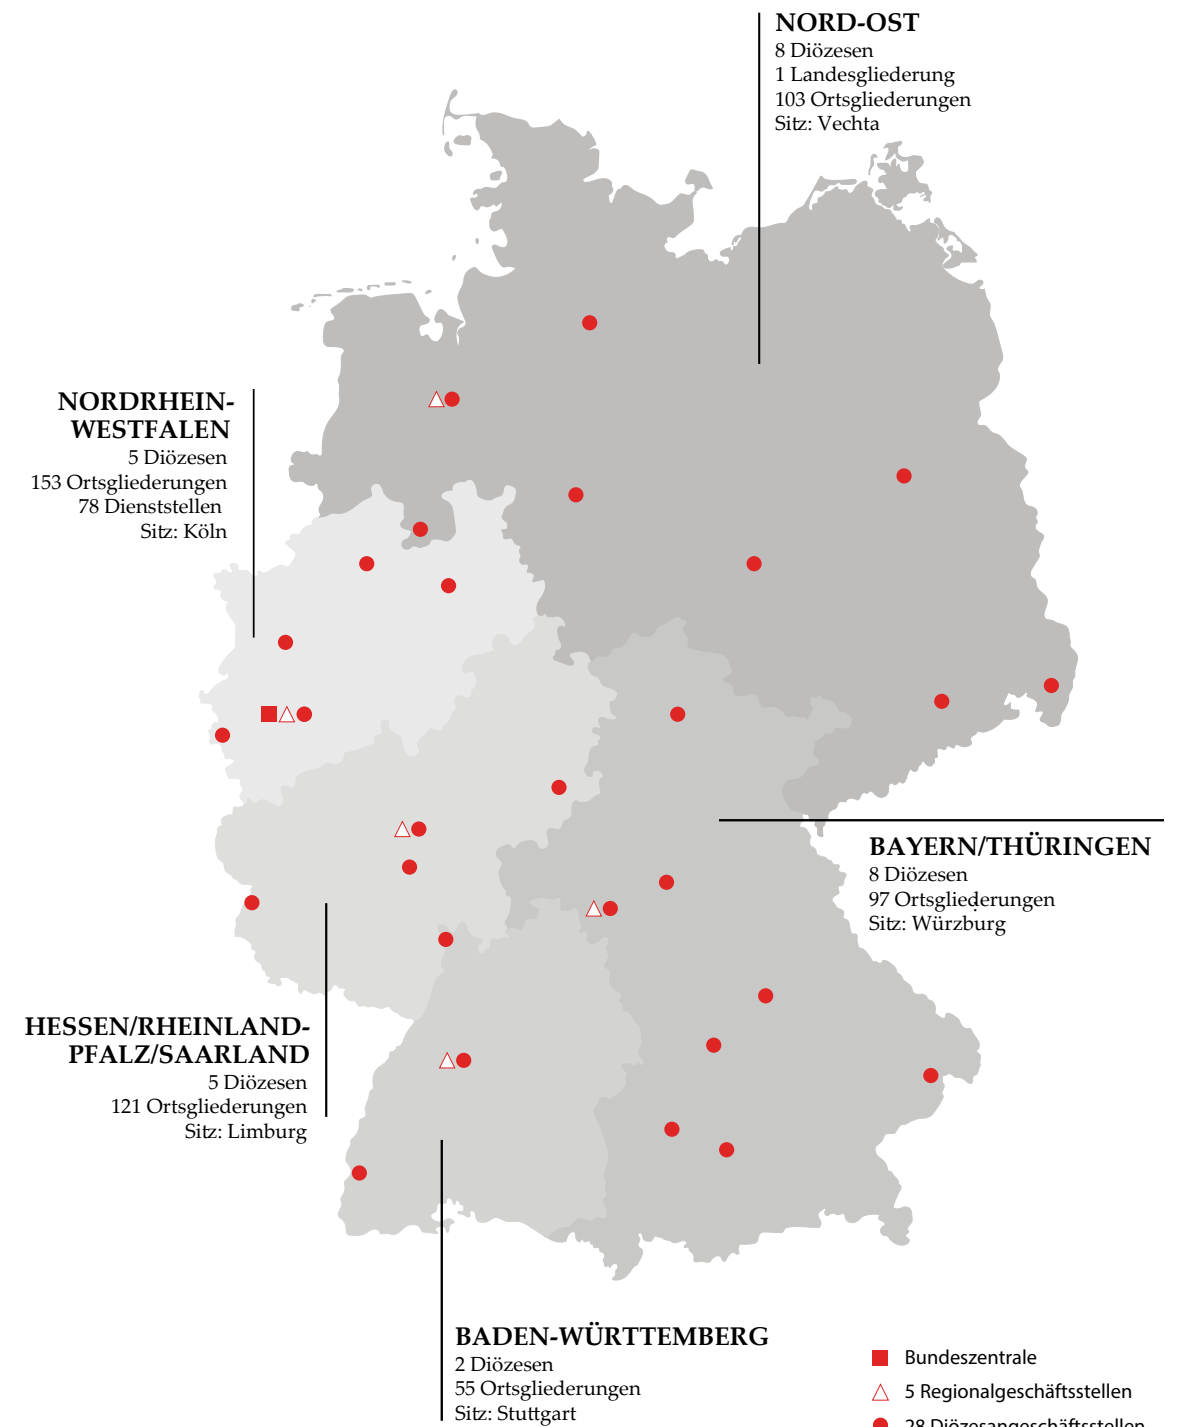 NORD-OST
8 Diözesen
1 Landesgliederung
103 Ortsgliederungen
Sitz: Vechta
NORDRHEIN-
WESTFALEN
5 Diözesen
153 Ortsgliederungen
78 Dienststellen
Sitz: Köln
BAYERN/THÜRINGEN
8 Diözesen
97 Ortsgliederungen
Sitz: Würzburg
HESSEN/RHEINLAND-
PFALZ/SAARLAND
5 Diözesen
121 Ortsgliederungen
Sitz: Limburg
BADEN-WÜRTTEMBERG
2 Diözesen
55 Ortsgliederungen
Sitz: Stuttgart
Bundeszentrale
5 Regionalgeschäftsstellen
28 Diözesangeschäftsstellen